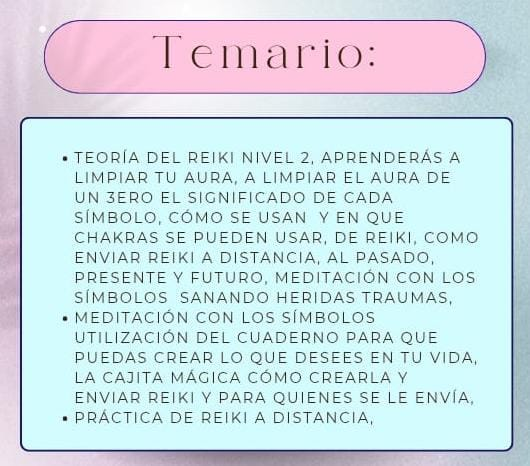 Temario:
• TEORÍA DEL REIKI NIVEL 2, APRENDERÁS A
LIMPIAR TU AURA, A LIMPIAR EL AURA DE
UN 3ERO EL SIGNIFICADO DE CADA
SÍMBOLO, CÓMO SE USAN Y EN QUE
CHAKRAS SE PUEDEN USAR, DE REIKI, COMO
ENVIAR REIKI A DISTANCIA, AL PASADO,
PRESENTE Y FUTURO, MEDITACIÓN CON LOS
SÍMBOLOS SANANDO HERIDAS TRAUMAS,
• MEDITACIÓN CON LOS SÍMBOLOS
UTILIZACIÓN DEL CUADERNO PARA QUE
PUEDAS CREAR LO QUE DESEES EN TU VIDA,
LA CAJITA MÁGICA CÓMO CREARLA Y
ENVIAR REIKI Y PARA QUIENES SE LE ENVÍA,
• PRÁCTICA DE REIKI A DISTANCIA,